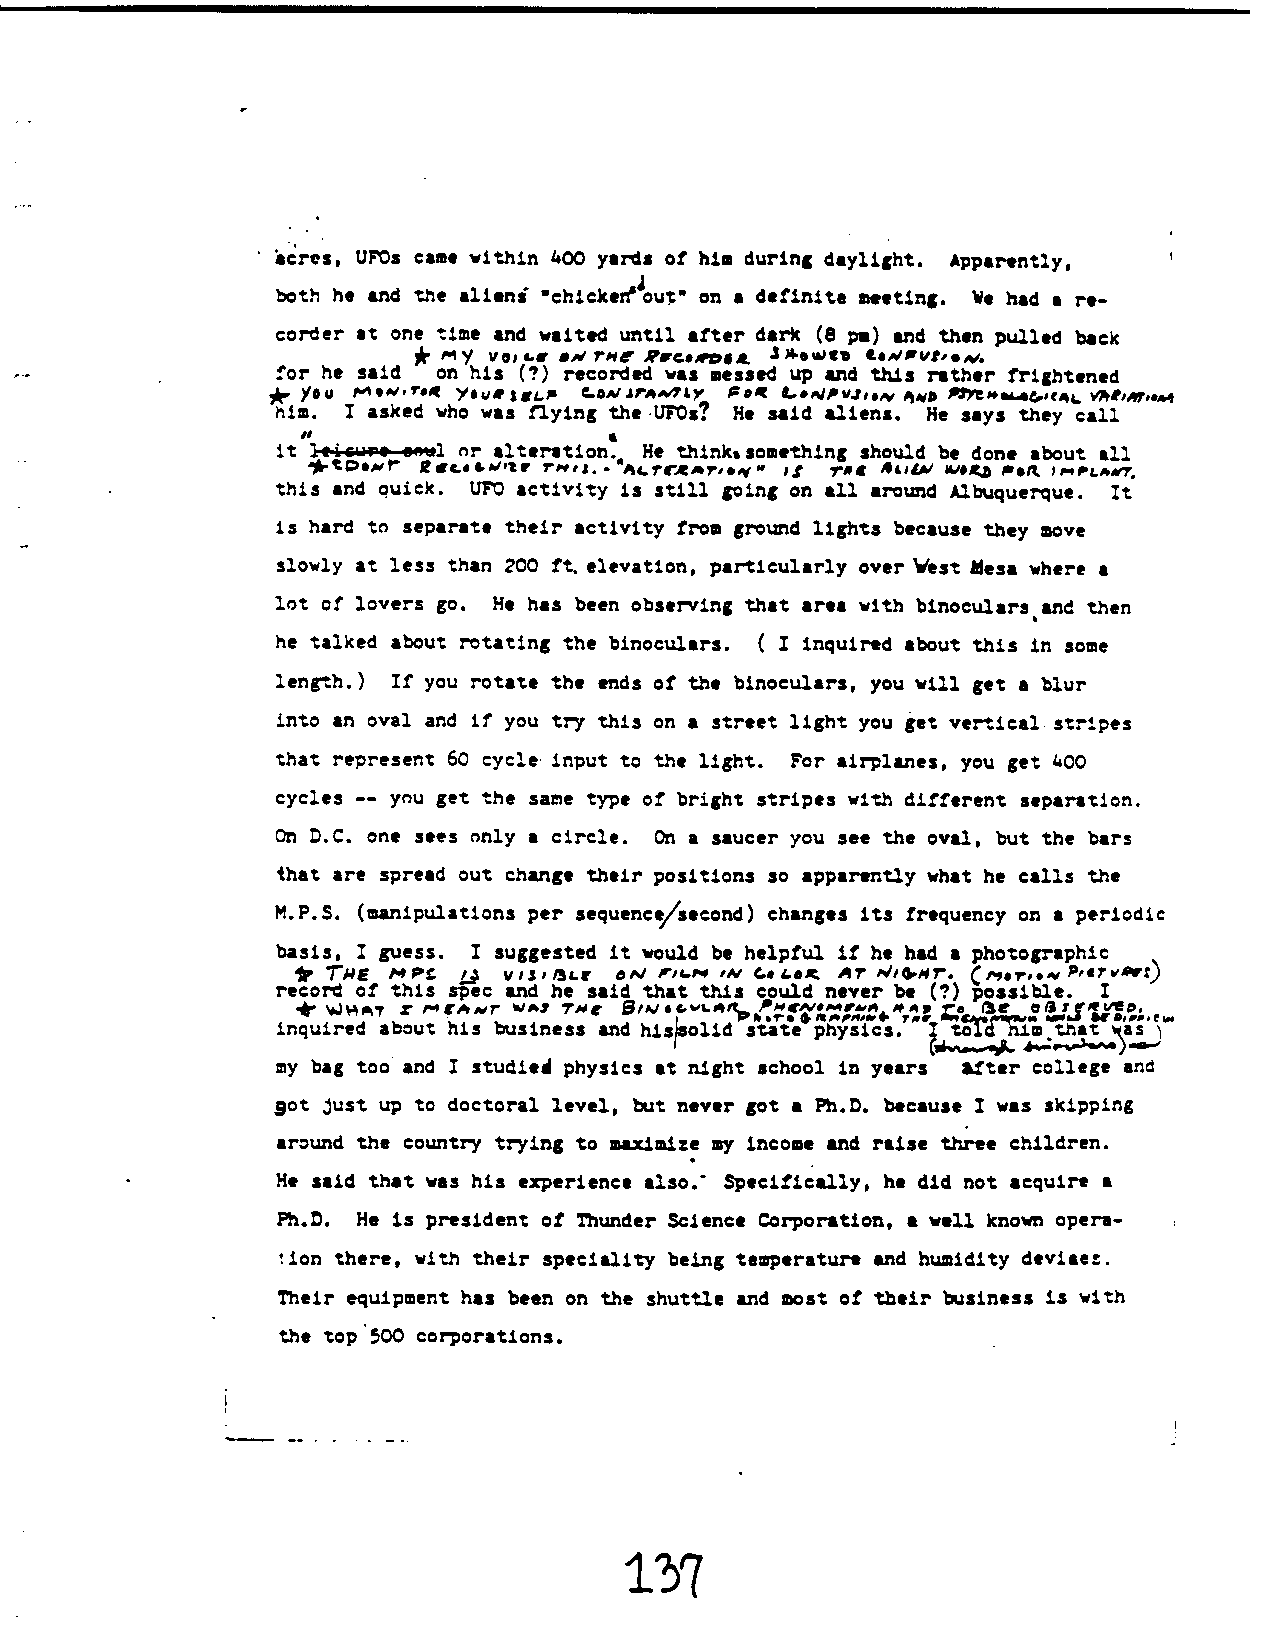 acres, UFOs came within 400 yards of him during daylight. Apparently,
both he and the aliens "chicken'd out" on a definite meeting. We had a re-
corder at one time and waited until after dark (8 pm) and then pulled back
★ MY VOICE ON THE RECORDER SHOWED CONFUSION.
for he said on his (?) recorded was messed up and this rather frightened
★ YOU MONITOR YOURSELF CONSTANTLY FOR CONFUSION AND PSYCHOLOGICAL VARIATIONS
him. I asked who was flying the UFOs? He said aliens. He says they call
it "leisure soul or alteration". He thinks something should be done about all
★ I DONT RECOGNIZE THIS. - "ALTERATION" IS THE ALIEN WORD FOR IMPLANT.
this and quick. UFO activity is still going on all around Albuquerque. It
is hard to separate their activity from ground lights because they move
slowly at less than 200 ft. elevation, particularly over West Mesa where a
lot of lovers go. He has been observing that area with binoculars, and then
he talked about rotating the binoculars. ( I inquired about this in some
length.) If you rotate the ends of the binoculars, you will get a blur
into an oval and if you try this on a street light you get vertical stripes
that represent 60 cycle input to the light. For airplanes, you get 400
cycles -- you get the same type of bright stripes with different separation.
On D.C. one sees only a circle. On a saucer you see the oval, but the bars
that are spread out change their positions so apparently what he calls the
M.P.S. (manipulations per sequence/second) changes its frequency on a periodic
basis, I guess. I suggested it would be helpful if he had a photographic
★ THE MPS IS VISIBLE ON FILM IN COLOR AT NIGHT. (MOTION PICTURES)
record of this spec and he said that this could never be (?) possible. I
★ WHAT I MEANT WAS THE BINOCULAR PHENOMENA HAD TO BE OBSERVED.
PHOTOGRAPHING THE PHENOMENON WOULD BE DIFFICULT
inquired about his business and his solid state physics. I told him that was
my bag too and I studied physics at night school in years after college and
got just up to doctoral level, but never got a Ph.D. because I was skipping
around the country trying to maximize my income and raise three children.
He said that was his experience also. Specifically, he did not acquire a
Ph.D. He is president of Thunder Science Corporation, a well known opera-
tion there, with their speciality being temperature and humidity devises.
Their equipment has been on the shuttle and most of their business is with
the top 500 corporations.
137